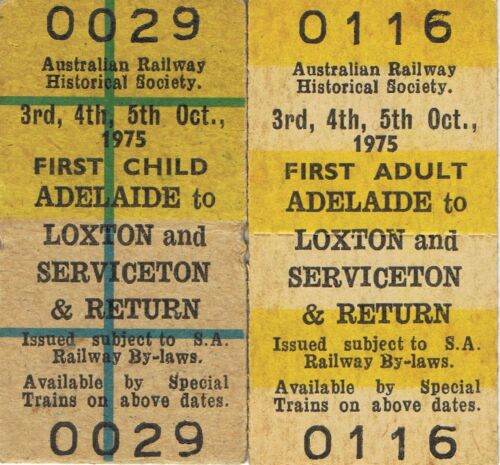 0029
Australian Railway
Historical Society.
3rd, 4th, 5th Oct.,
1975
FIRST CHILD
ADELAIDE to
LOXTON and
SERVICETON
& RETURN
Issued subject to S.A.
Railway By-laws.
Available by Special
Trains on above dates.
0029
0116
Australian Railway
Historical Society.
3rd, 4th, 5th Oct.,
1975
FIRST ADULT
ADELAIDE to
LOXTON and
SERVICETON
& RETURN
Issued subject to S.A.
Railway By-laws.
Available by Special
Trains on above dates.
0116